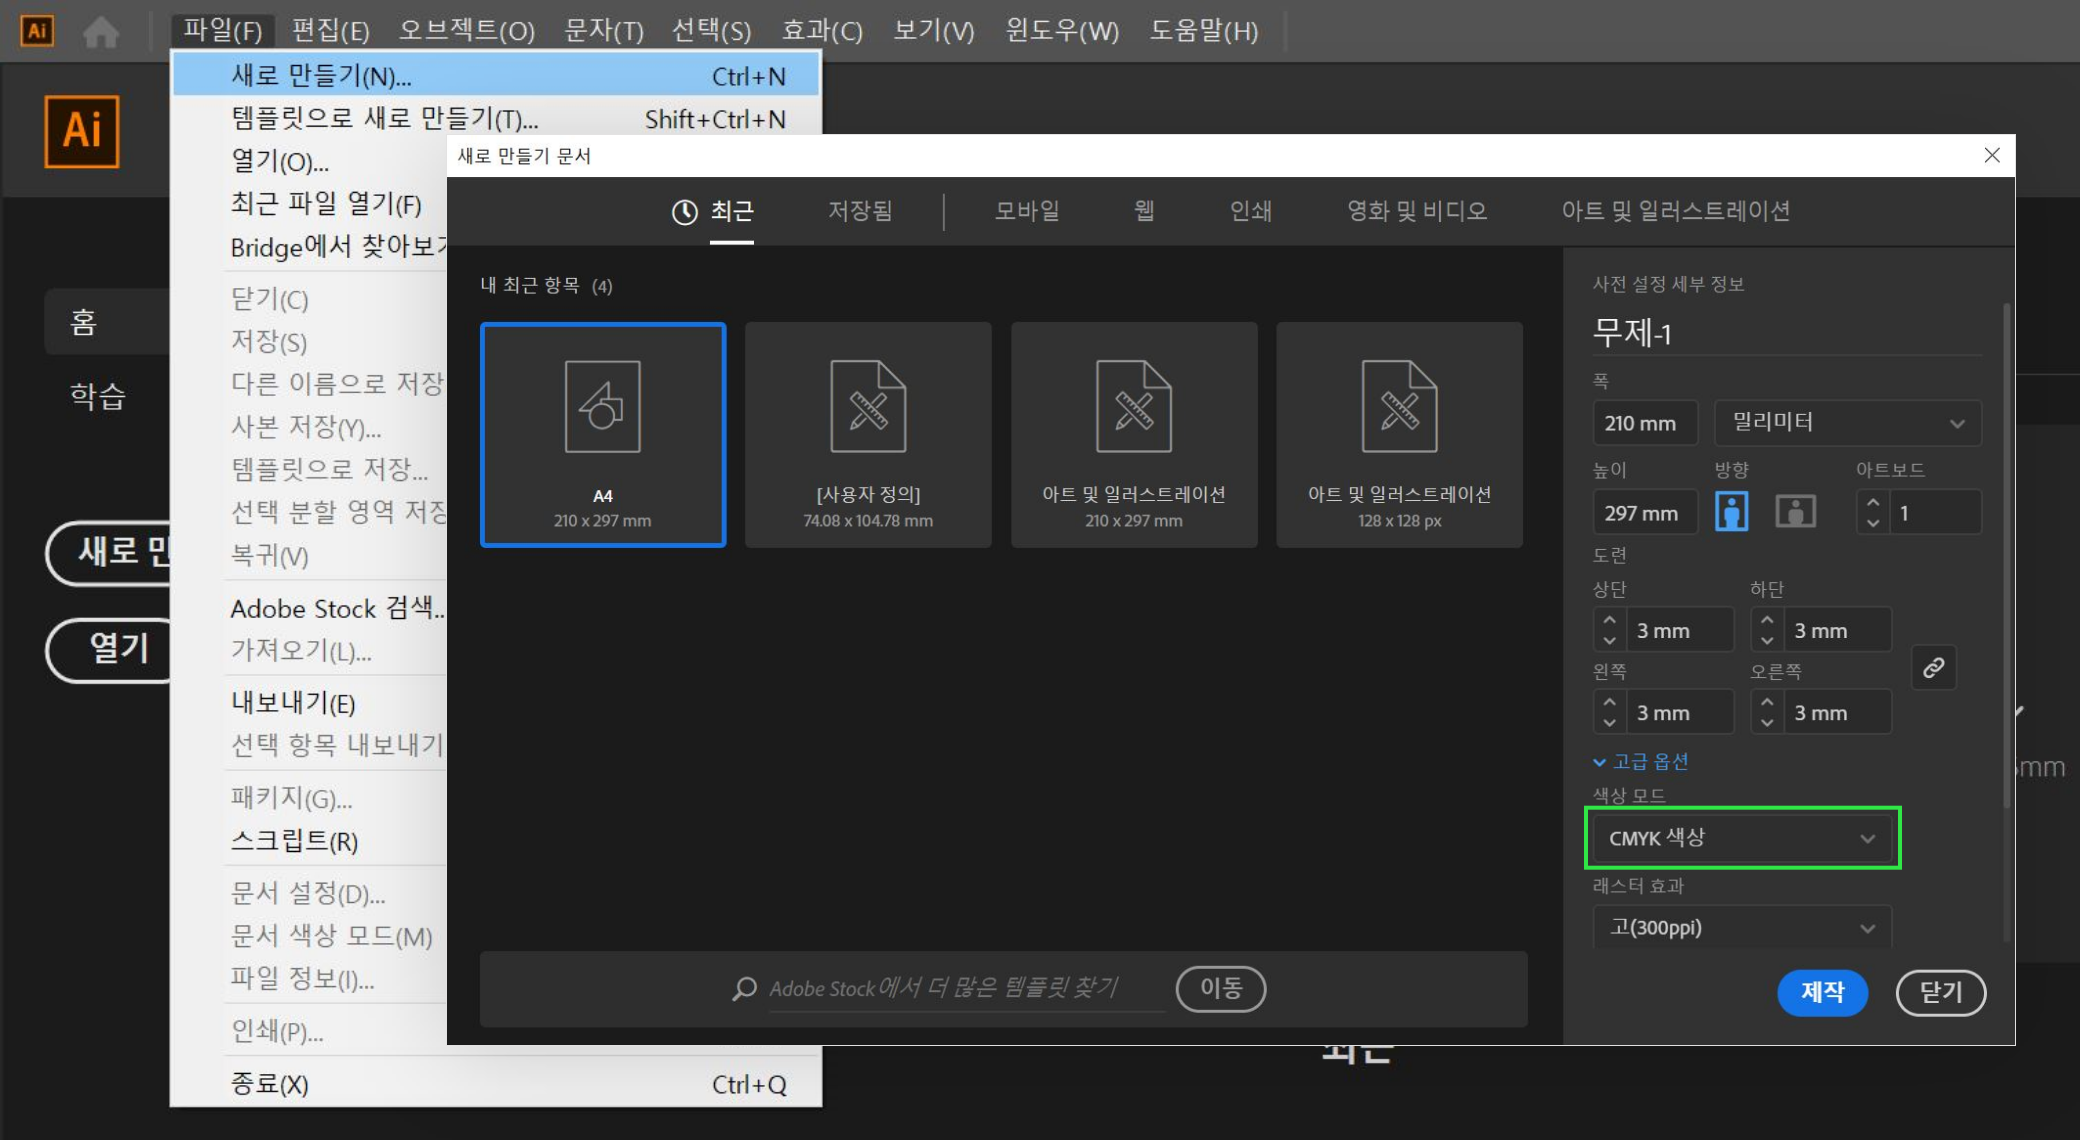 Ai 파일(F) 편집(E) 오브젝트(O) 문자(T) 선택(S) 효과(C) 보기(V) 윈도우(W) 도움말(H)
Ai
홈
학습
새로 만
열기
새로 만들기(N)... Ctrl+N
템플릿으로 새로 만들기(T)... Shift+Ctrl+N
열기(O)...
최근 파일 열기(F)
Bridge에서 찾아보기
닫기(C)
저장(S)
다른 이름으로 저장
사본 저장(Y)...
템플릿으로 저장...
선택 분할 영역 저장
복귀(V)
Adobe Stock 검색...
가져오기(L)...
내보내기(E)
선택 항목 내보내기
패키지(G)...
스크립트(R)
문서 설정(D)...
문서 색상 모드(M)
파일 정보(I)...
인쇄(P)...
종료(X) Ctrl+Q
새로 만들기 문서
최근 저장됨 모바일 웹 인쇄 영화 및 비디오 아트 및 일러스트레이션
내 최근 항목 (4)
A4
210 x 297 mm
[사용자 정의]
74.08 x 104.78 mm
아트 및 일러스트레이션
210 x 297 mm
아트 및 일러스트레이션
128 x 128 px
Adobe Stock에서 더 많은 템플릿 찾기 이동
사전 설정 세부 정보
무제-1
폭
210 mm 밀리미터
높이 방향 아트보드
297 mm 1
도련
상단 하단
3 mm 3 mm
왼쪽 오른쪽
3 mm 3 mm
고급 옵션
색상 모드
CMYK 색상
래스터 효과
고(300ppi)
제작 닫기
mm
최근